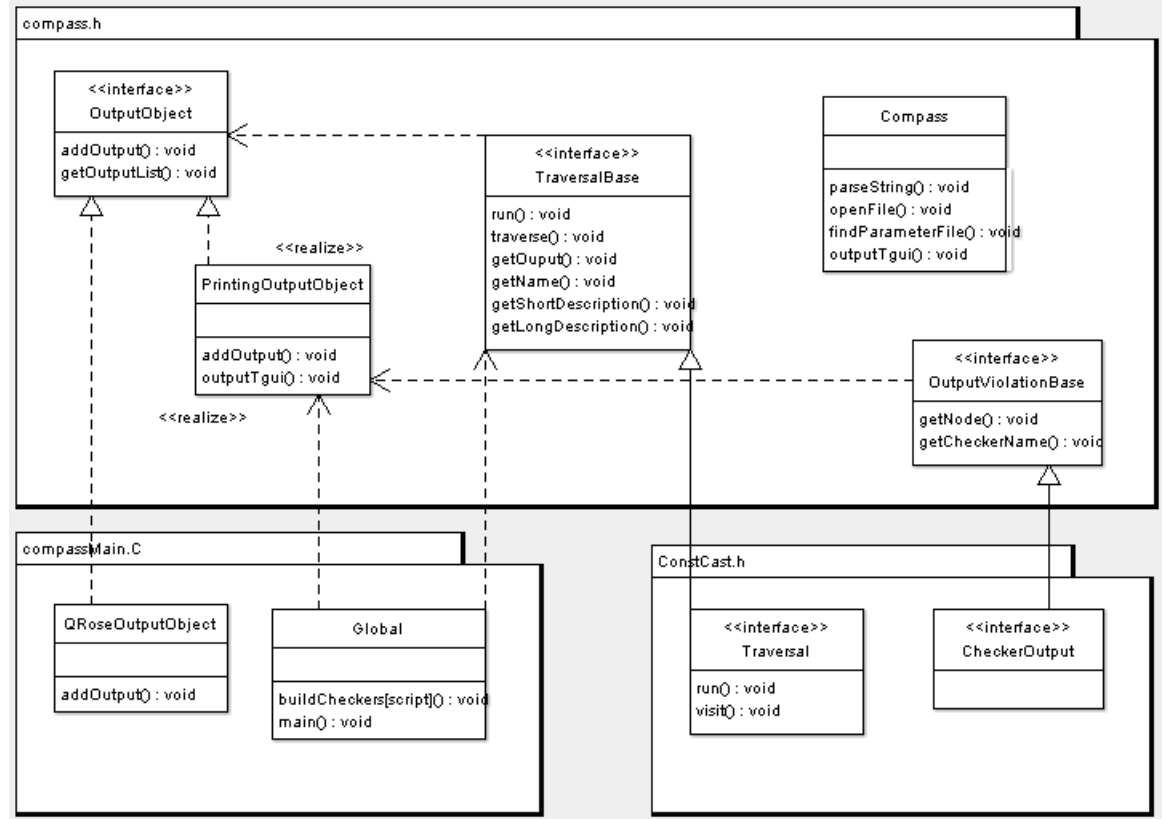 compass.h
<<interface>>
OutputObject
addOutput() : void
getOutputList() : void
<<interface>>
TraversalBase
run() : void
traverse() : void
getOuput() : void
getName() : void
getShortDescription() : void
getLongDescription() : void
Compass
parseString() : void
openFile() : void
findParameterFile() : void
outputTgui() : void
<<realize>>
PrintingOutputObject
addOutput() : void
outputTgui() : void
<<realize>>
<<interface>>
OutputViolationBase
getNode() : void
getCheckerName() : void
compassMain.C
QRoseOutputObject
addOutput() : void
Global
buildCheckers[script]() : void
main() : void
ConstCast.h
<<interface>>
Traversal
run() : void
visit() : void
<<interface>>
CheckerOutput